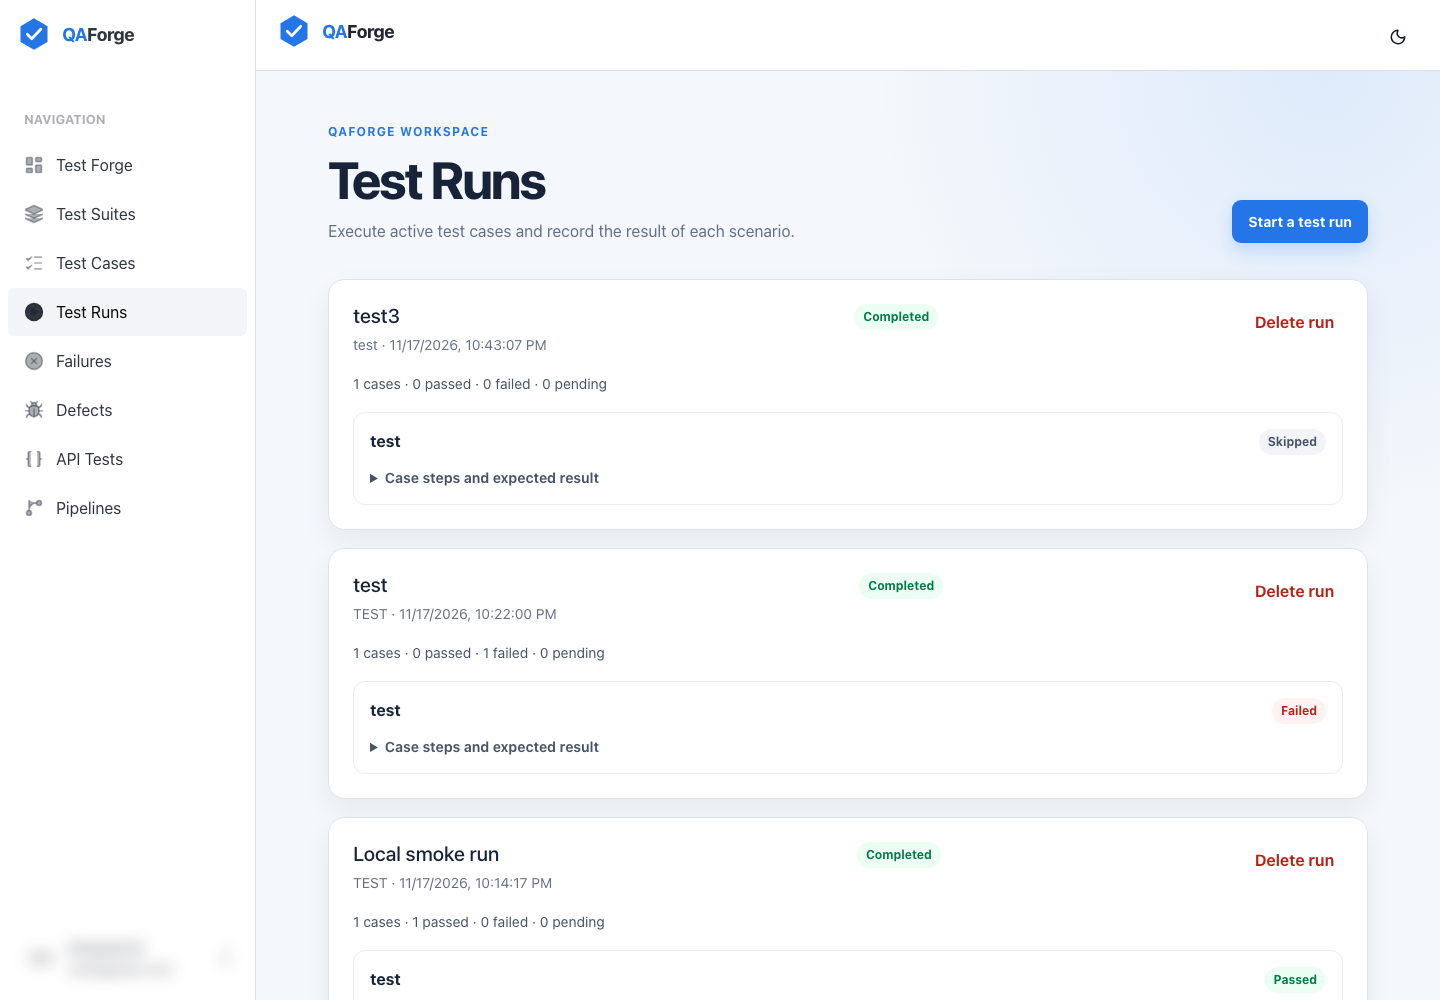 QAForge
NAVIGATION
Test Forge
Test Suites
Test Cases
Test Runs
Failures
Defects
API Tests
Pipelines
QAForge
QAFORGE WORKSPACE
Test Runs
Execute active test cases and record the result of each scenario.
Start a test run
test3
Completed
Delete run
test · 11/17/2026, 10:43:07 PM
1 cases · 0 passed · 0 failed · 0 pending
test
Skipped
Case steps and expected result
test
Completed
Delete run
TEST · 11/17/2026, 10:22:00 PM
1 cases · 0 passed · 1 failed · 0 pending
test
Failed
Case steps and expected result
Local smoke run
Completed
Delete run
TEST · 11/17/2026, 10:14:17 PM
1 cases · 1 passed · 0 failed · 0 pending
test
Passed